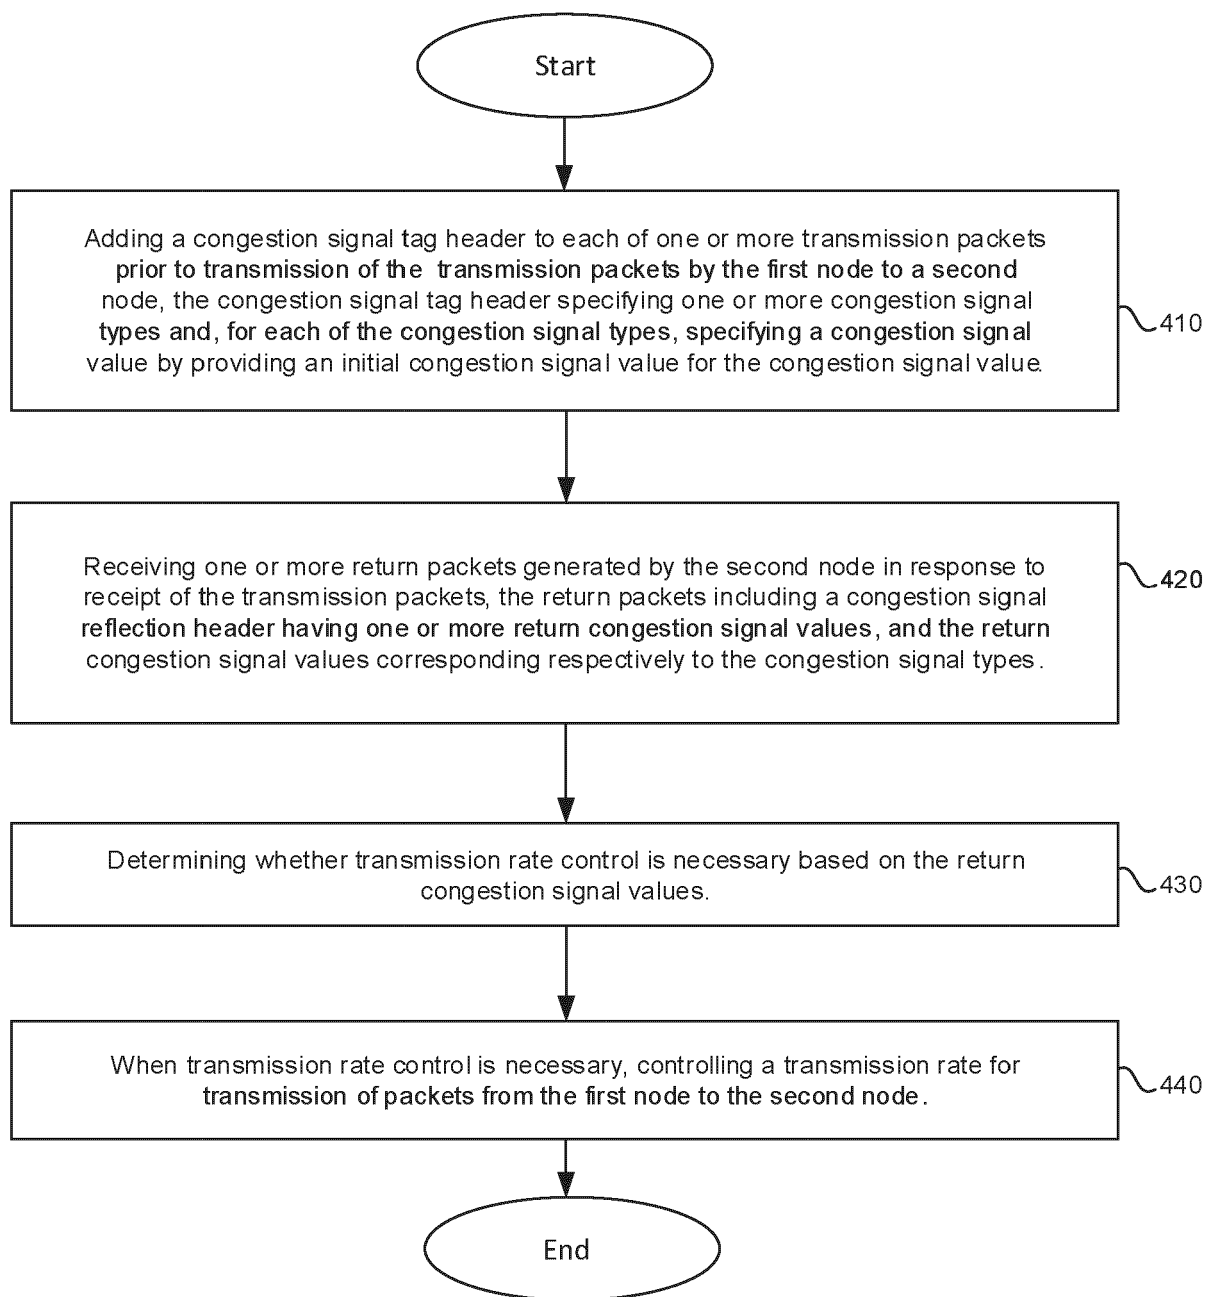 Start
Adding a congestion signal tag header to each of one or more transmission packets
prior to transmission of the transmission packets by the first node to a second
node, the congestion signal tag header specifying one or more congestion signal
types and, for each of the congestion signal types, specifying a congestion signal
value by providing an initial congestion signal value for the congestion signal value.
410
Receiving one or more return packets generated by the second node in response to
receipt of the transmission packets, the return packets including a congestion signal
reflection header having one or more return congestion signal values, and the return
congestion signal values corresponding respectively to the congestion signal types.
420
Determining whether transmission rate control is necessary based on the return
congestion signal values.
430
When transmission rate control is necessary, controlling a transmission rate for
transmission of packets from the first node to the second node.
440
End